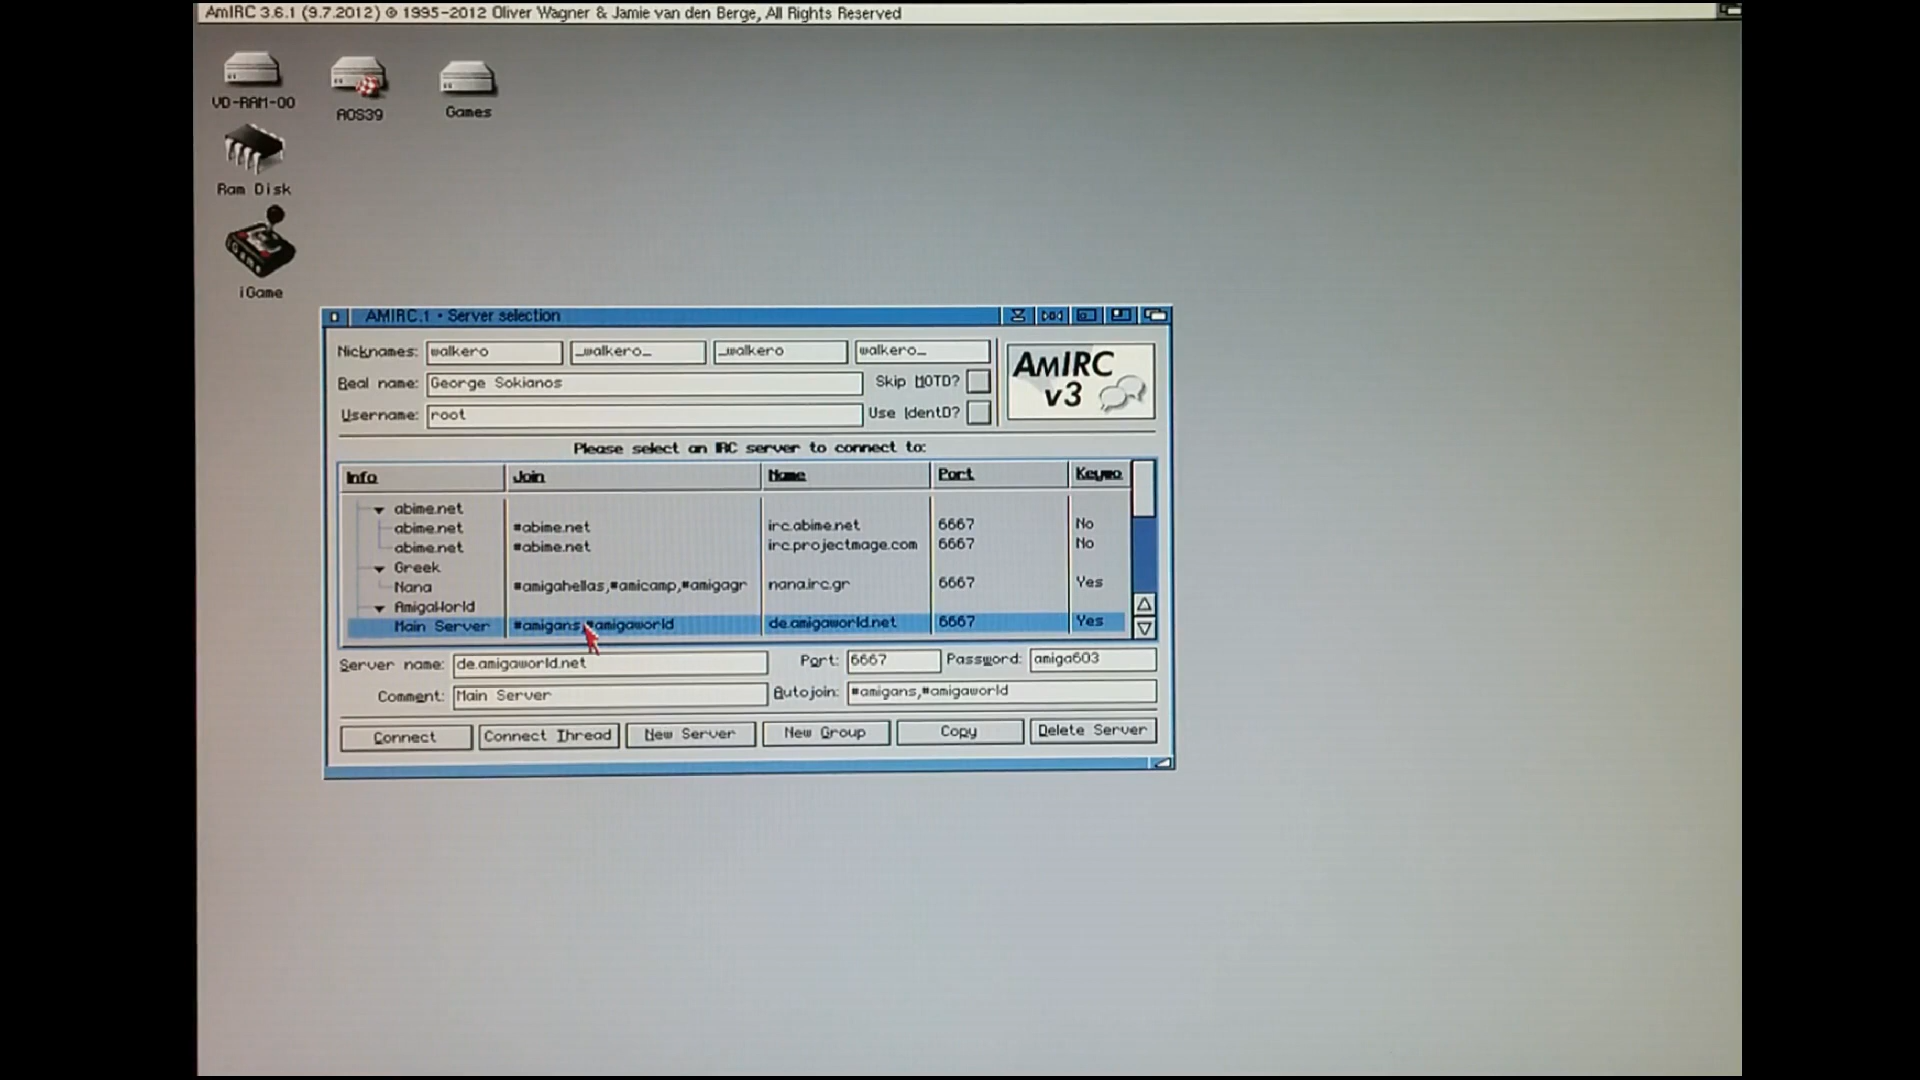 AmIRC 3.6.1 (9.7.2012) © 1995-2012 Oliver Wagner & Jamie van den Berge, All Rights Reserved
VD-RAM-00
AOS39
Games
Ram Disk
iGame
AMIRC.1 · Server selection
Nicknames: walkero _walkero_ _walkero walkero_
Real name: George Sokianos Skip MOTD?
Username: root Use IdentD?
AmIRC
v3
Please select an IRC server to connect to:
Info Join Name Port Keywo
abime.net
abime.net #abime.net irc.abime.net 6667 No
abime.net #abime.net irc.projectmage.com 6667 No
Greek
Nana #amigahellas,#amicamp,#amigagr nana.irc.gr 6667 Yes
AmigaWorld
Main Server #amigans,#amigaworld de.amigaworld.net 6667 Yes
Server name: de.amigaworld.net Port: 6667 Password: amiga603
Comment: Main Server Autojoin: #amigans,#amigaworld
Connect Connect Thread New Server New Group Copy Delete Server